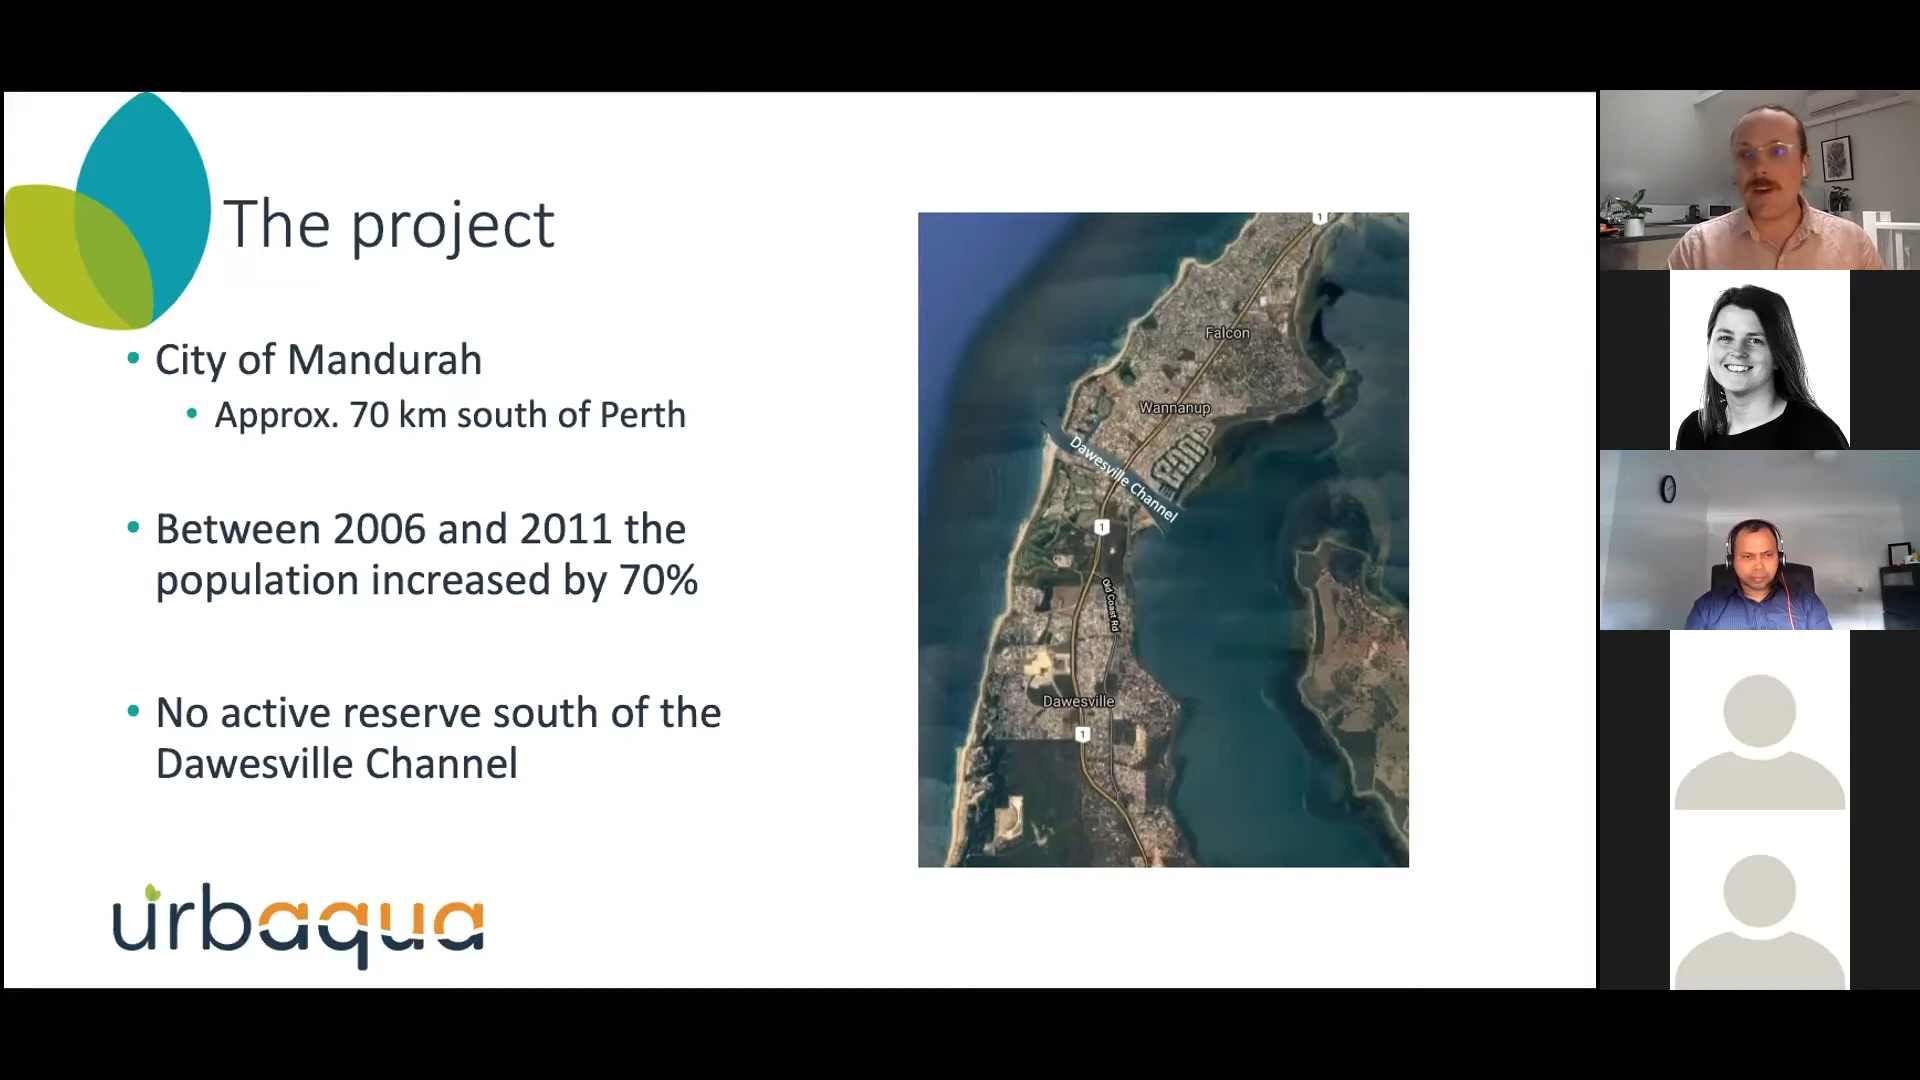 The project
• City of Mandurah
• Approx. 70 km south of Perth
• Between 2006 and 2011 the
population increased by 70%
• No active reserve south of the
Dawesville Channel
urbaqua
1
Falcon
Wannanup
Dawesville Channel
1
Old Coast Rd
Dawesville
1